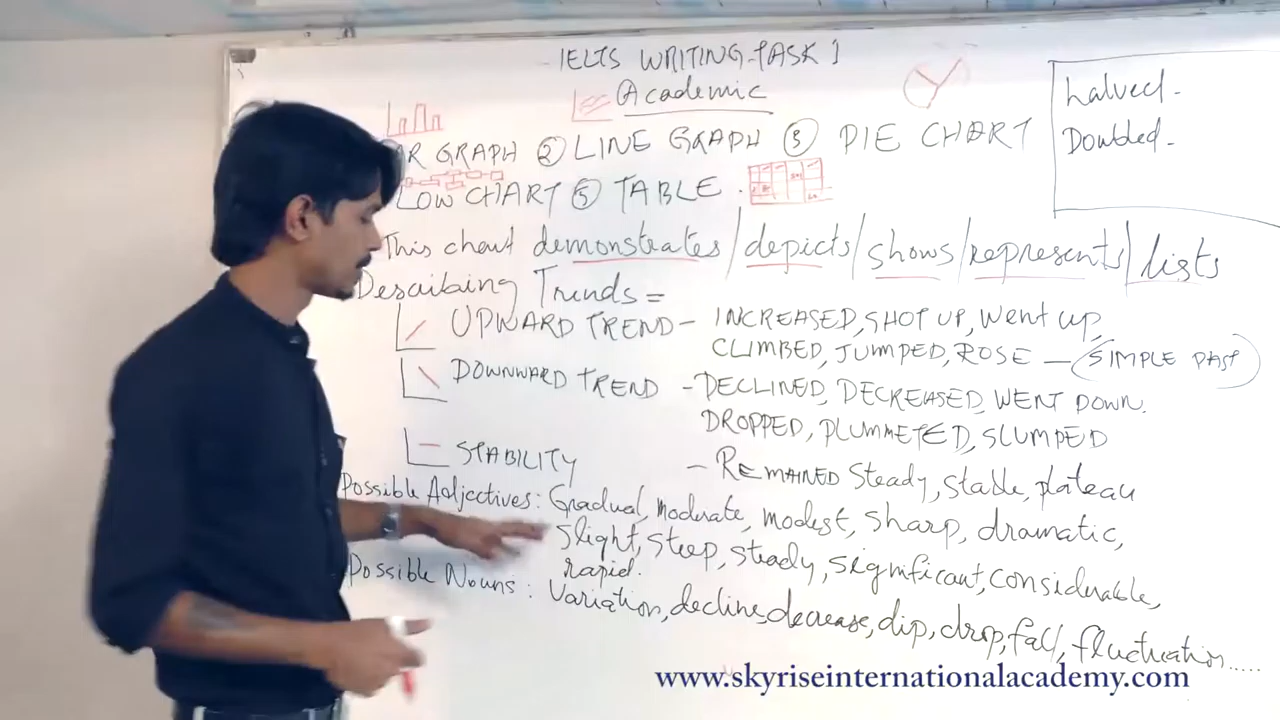 IELTS WRITING TASK 1
Academic
halved -
Doubled -
AR GRAPH ② LINE GRAPH ③ PIE CHART
LOW CHART ⑤ TABLE.
This chart demonstrates/depicts/shows/represents/lists
Describing Trends =
UPWARD TREND - INCREASED, SHOT UP, Went up,
CLIMBED, JUMPED, ROSE - (SIMPLE PAST)
DOWNWARD TREND - DECLINED, DECREASED, WENT DOWN.
DROPPED, PLUMMETED, SLUMPED
STABILITY - REMAINED Steady, Stable, plateau
Possible Adjectives: Gradual, moderate, modest, Sharp, dramatic,
Slight, Steep, steady, significant, considerable,
rapid.
Possible Nouns: Variation, decline, decrease, dip, drop, fall, fluctuation.....
www.skyriseinternationalacademy.com